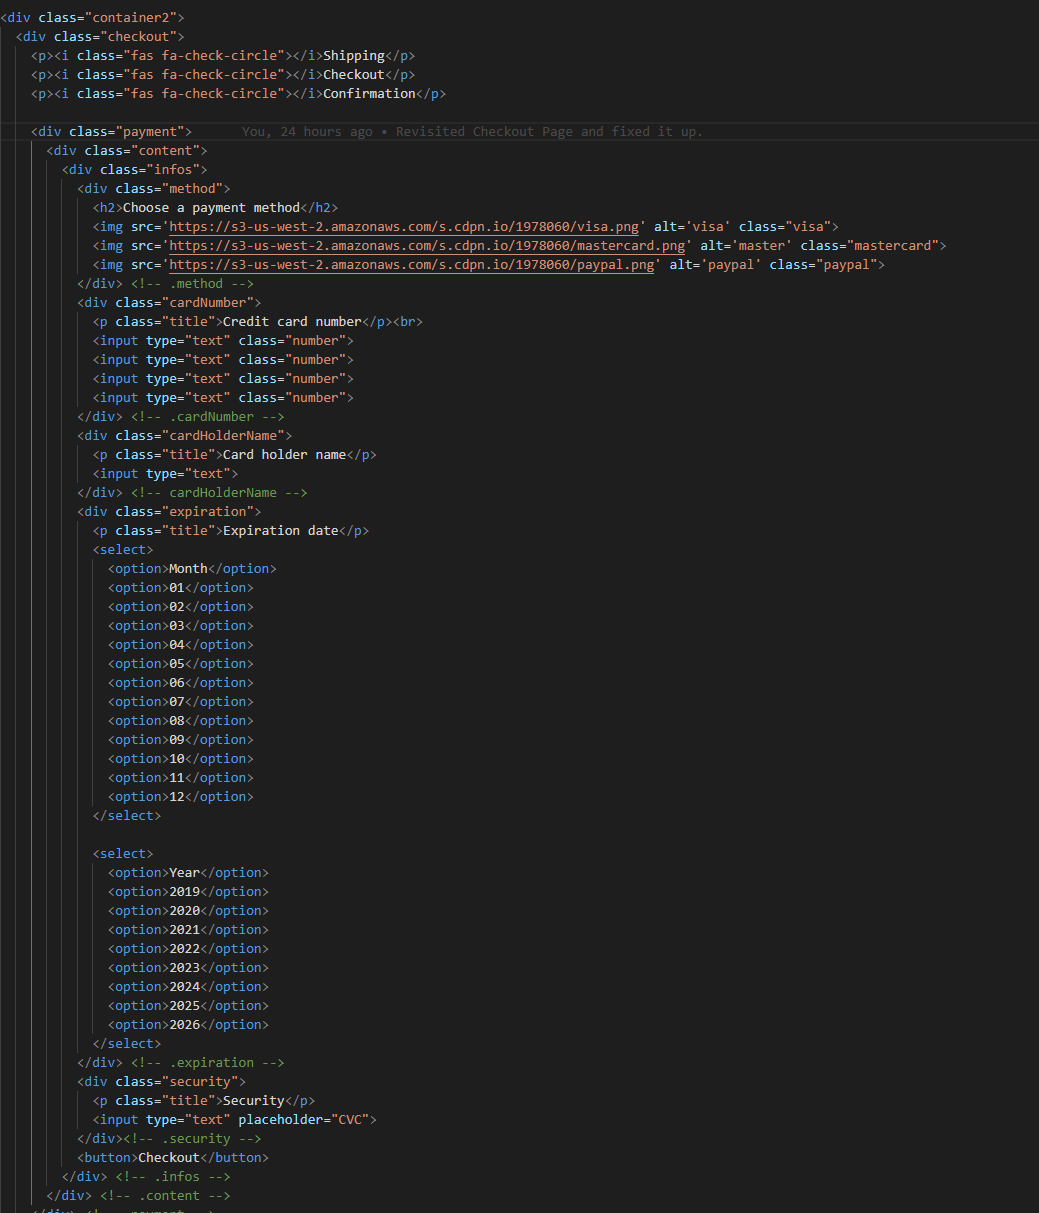 <div class="container2">
<div class="checkout">
<p><i class="fas fa-check-circle"></i>Shipping</p>
<p><i class="fas fa-check-circle"></i>Checkout</p>
<p><i class="fas fa-check-circle"></i>Confirmation</p>
<div class="payment"> You, 24 hours ago • Revisited Checkout Page and fixed it up.
<div class="content">
<div class="infos">
<div class="method">
<h2>Choose a payment method</h2>
<img src='https://s3-us-west-2.amazonaws.com/s.cdpn.io/1978060/visa.png' alt='visa' class="visa">
<img src='https://s3-us-west-2.amazonaws.com/s.cdpn.io/1978060/mastercard.png' alt='master' class="mastercard">
<img src='https://s3-us-west-2.amazonaws.com/s.cdpn.io/1978060/paypal.png' alt='paypal' class="paypal">
</div> <!-- .method -->
<div class="cardNumber">
<p class="title">Credit card number</p><br>
<input type="text" class="number">
<input type="text" class="number">
<input type="text" class="number">
<input type="text" class="number">
</div> <!-- .cardNumber -->
<div class="cardHolderName">
<p class="title">Card holder name</p>
<input type="text">
</div> <!-- cardHolderName -->
<div class="expiration">
<p class="title">Expiration date</p>
<select>
<option>Month</option>
<option>01</option>
<option>02</option>
<option>03</option>
<option>04</option>
<option>05</option>
<option>06</option>
<option>07</option>
<option>08</option>
<option>09</option>
<option>10</option>
<option>11</option>
<option>12</option>
</select>
<select>
<option>Year</option>
<option>2019</option>
<option>2020</option>
<option>2021</option>
<option>2022</option>
<option>2023</option>
<option>2024</option>
<option>2025</option>
<option>2026</option>
</select>
</div> <!-- .expiration -->
<div class="security">
<p class="title">Security</p>
<input type="text" placeholder="CVC">
</div><!-- .security -->
<button>Checkout</button>
</div> <!-- .infos -->
</div> <!-- .content -->